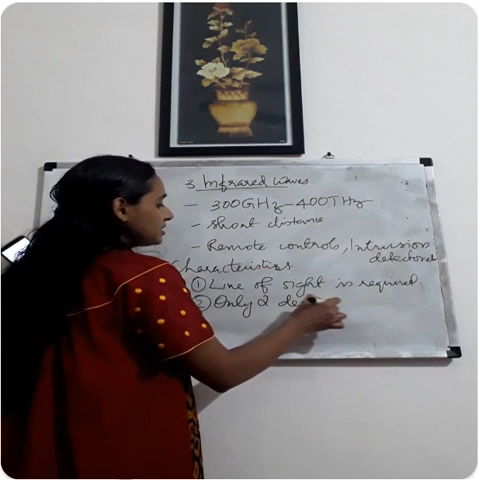 3. Infrared waves
- 300GHz - 400THz
- Short distance
- Remote controls, Intrusion
detectors
Characteristics
① Line of sight is required.
② Only 2 de